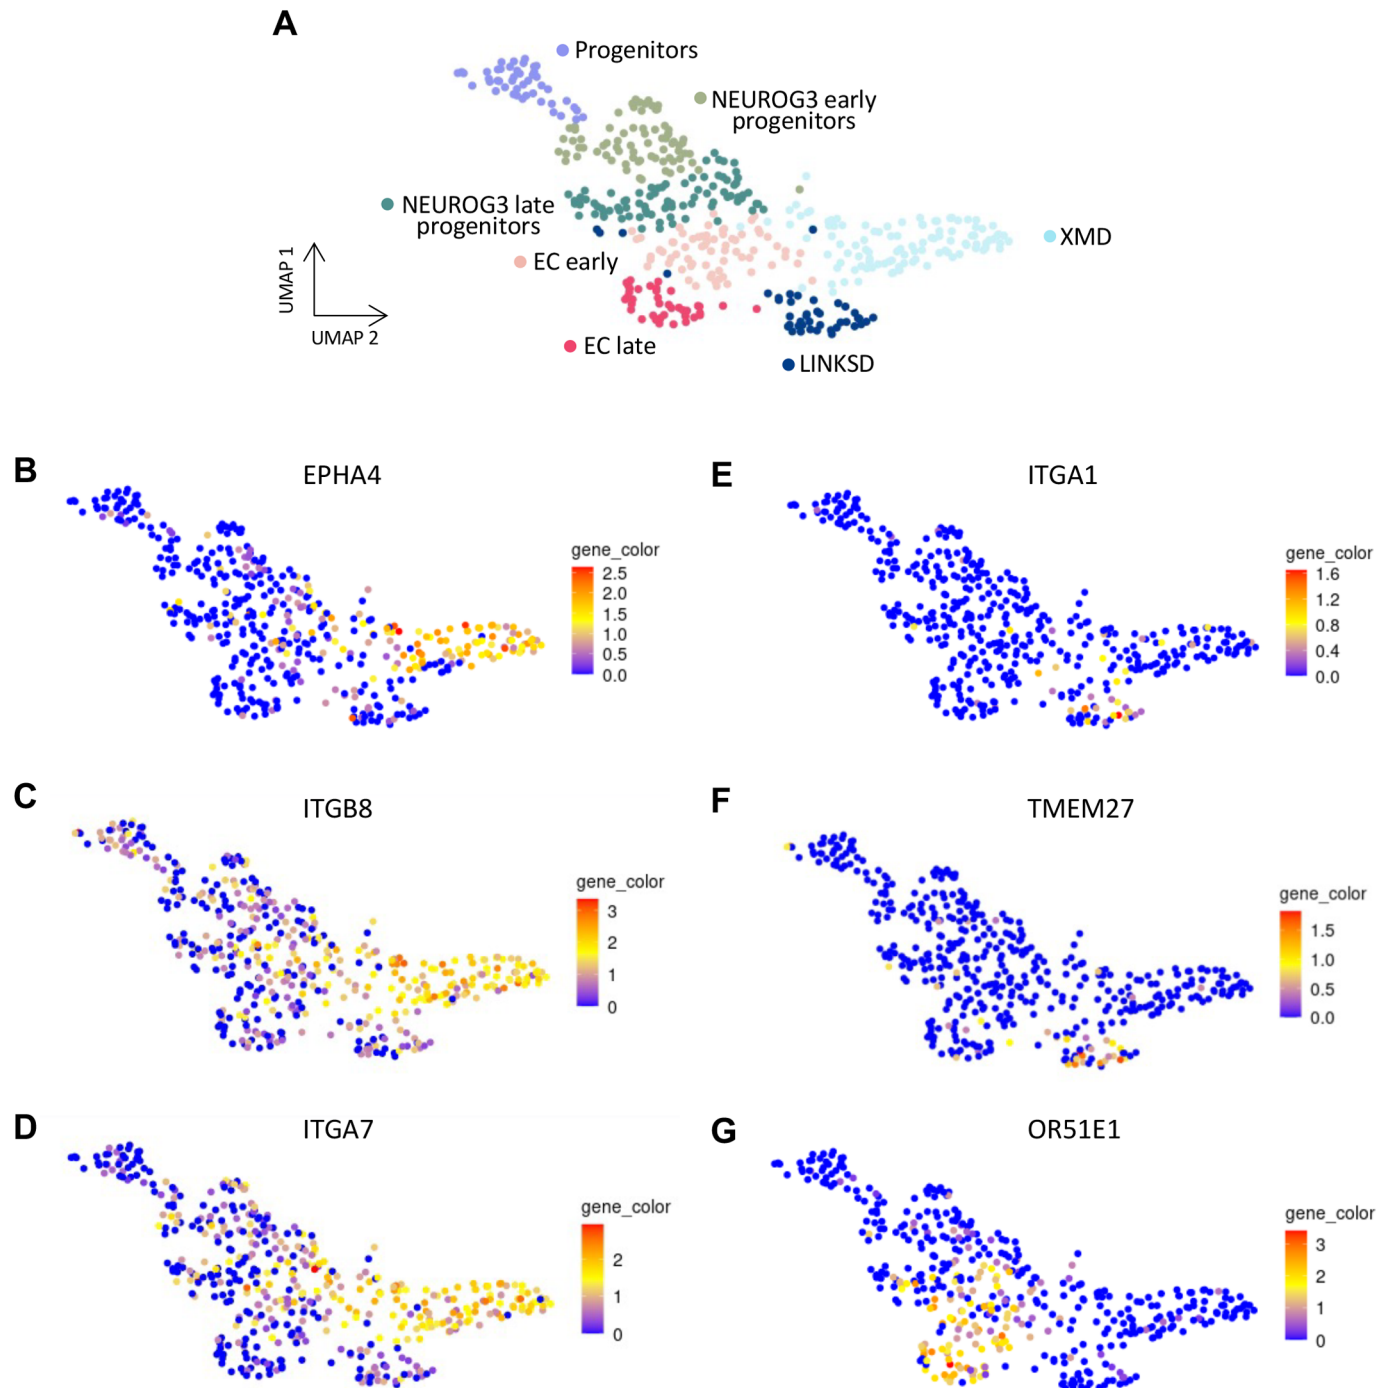 A
Progenitors
NEUROG3 early
progenitors
NEUROG3 late
progenitors
EC early
XMD
UMAP 1
UMAP 2
EC late
LINKSD
B
EPHA4
gene_color
2.5
2.0
1.5
1.0
0.5
0.0
E
ITGA1
gene_color
1.6
1.2
0.8
0.4
0.0
C
ITGB8
gene_color
3
2
1
0
F
TMEM27
gene_color
1.5
1.0
0.5
0.0
D
ITGA7
gene_color
2
1
0
G
OR51E1
gene_color
3
2
1
0